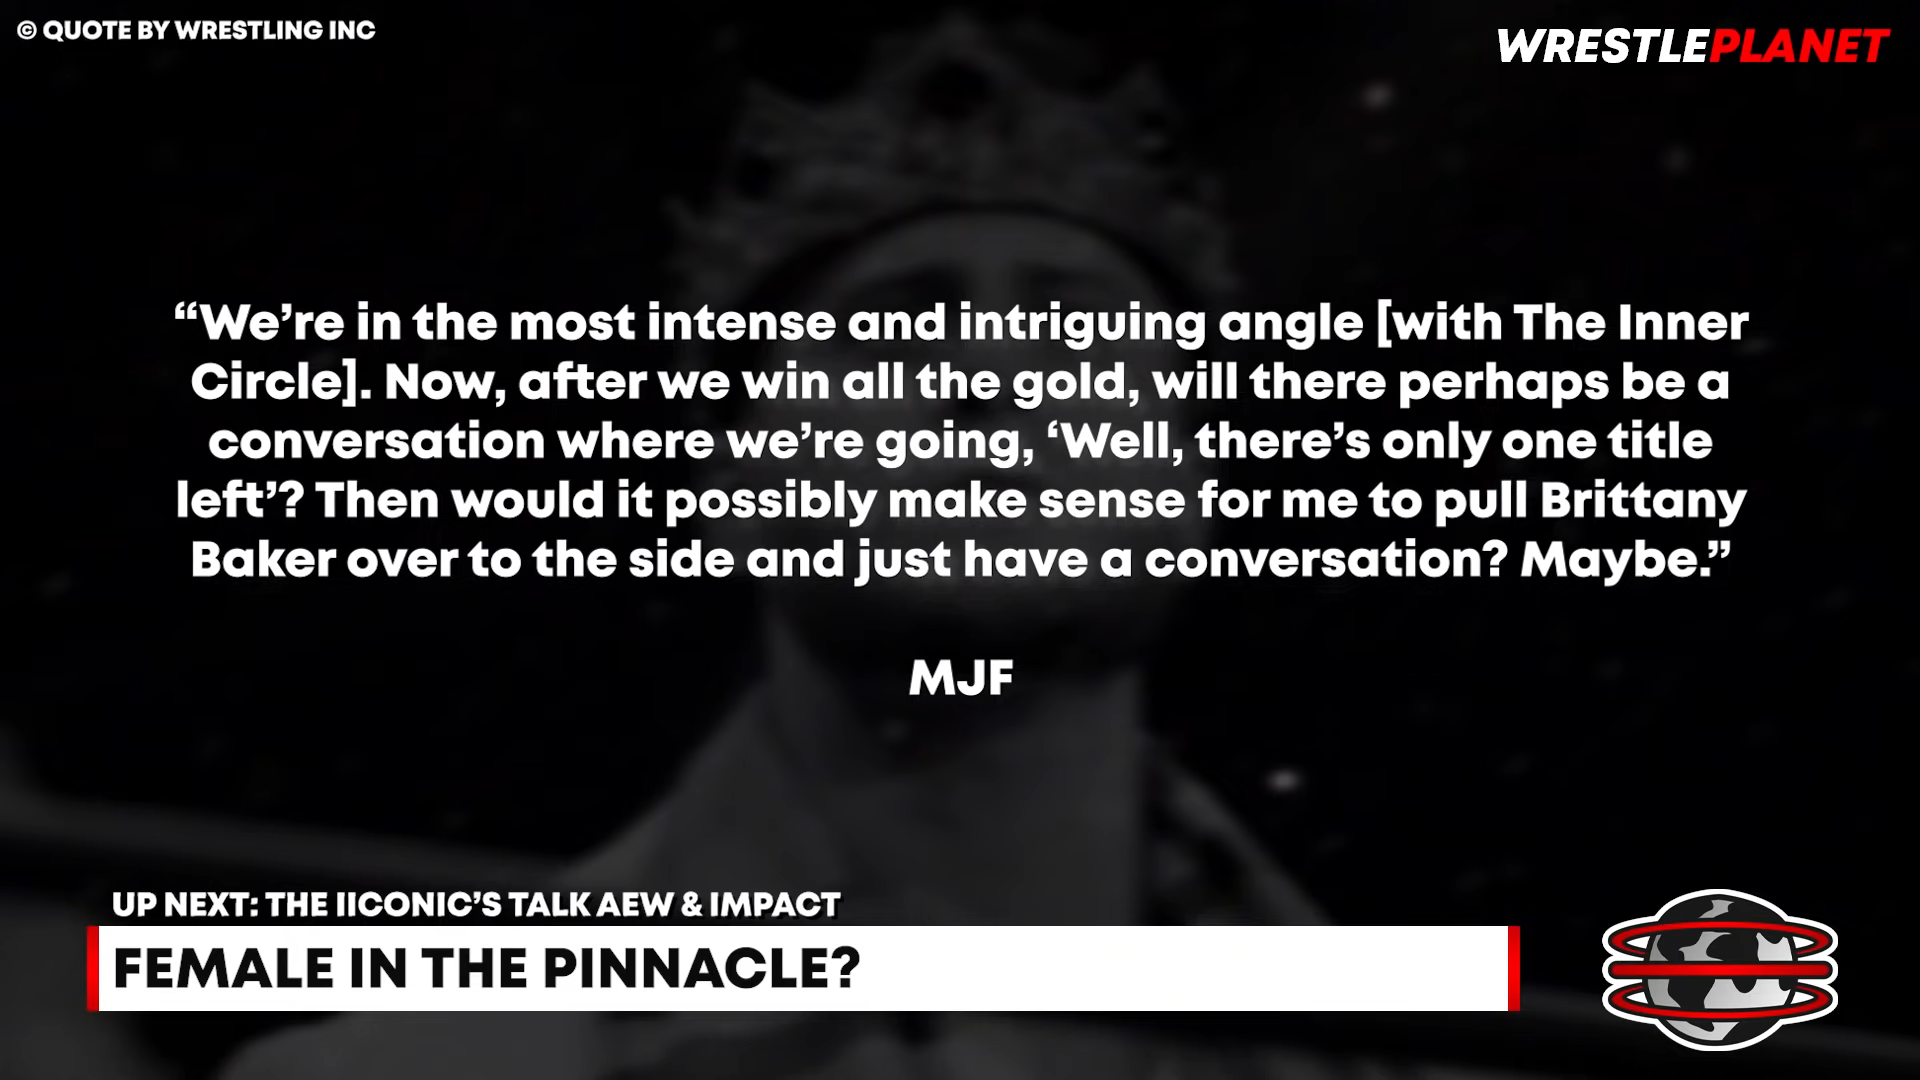 © QUOTE BY WRESTLING INC
WRESTLEPLANET
“We’re in the most intense and intriguing angle [with The Inner
Circle]. Now, after we win all the gold, will there perhaps be a
conversation where we’re going, ‘Well, there’s only one title
left’? Then would it possibly make sense for me to pull Brittany
Baker over to the side and just have a conversation? Maybe.”
MJF
UP NEXT: THE IICONIC’S TALK AEW & IMPACT
FEMALE IN THE PINNACLE?